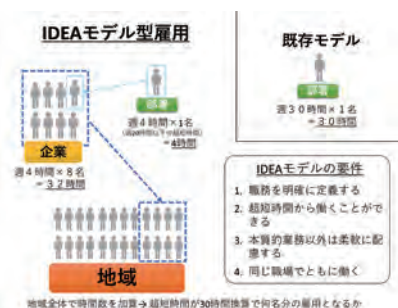 IDEAモデル型雇用
部署
週4時間×1名
=4時間
企業
週4時間×8名
=32時間
地域
既存モデル
部署
週30時間×1名
=30時間
IDEAモデルの要件
1. 職務を明確に定義する
2. 超短時間から働くことがで
きる
3. 本質的業務以外は柔軟に配
慮する
4. 同じ職場でともに働く
地域全体で時間数を加算→超短時間が30時間換算で何名分の雇用となるか